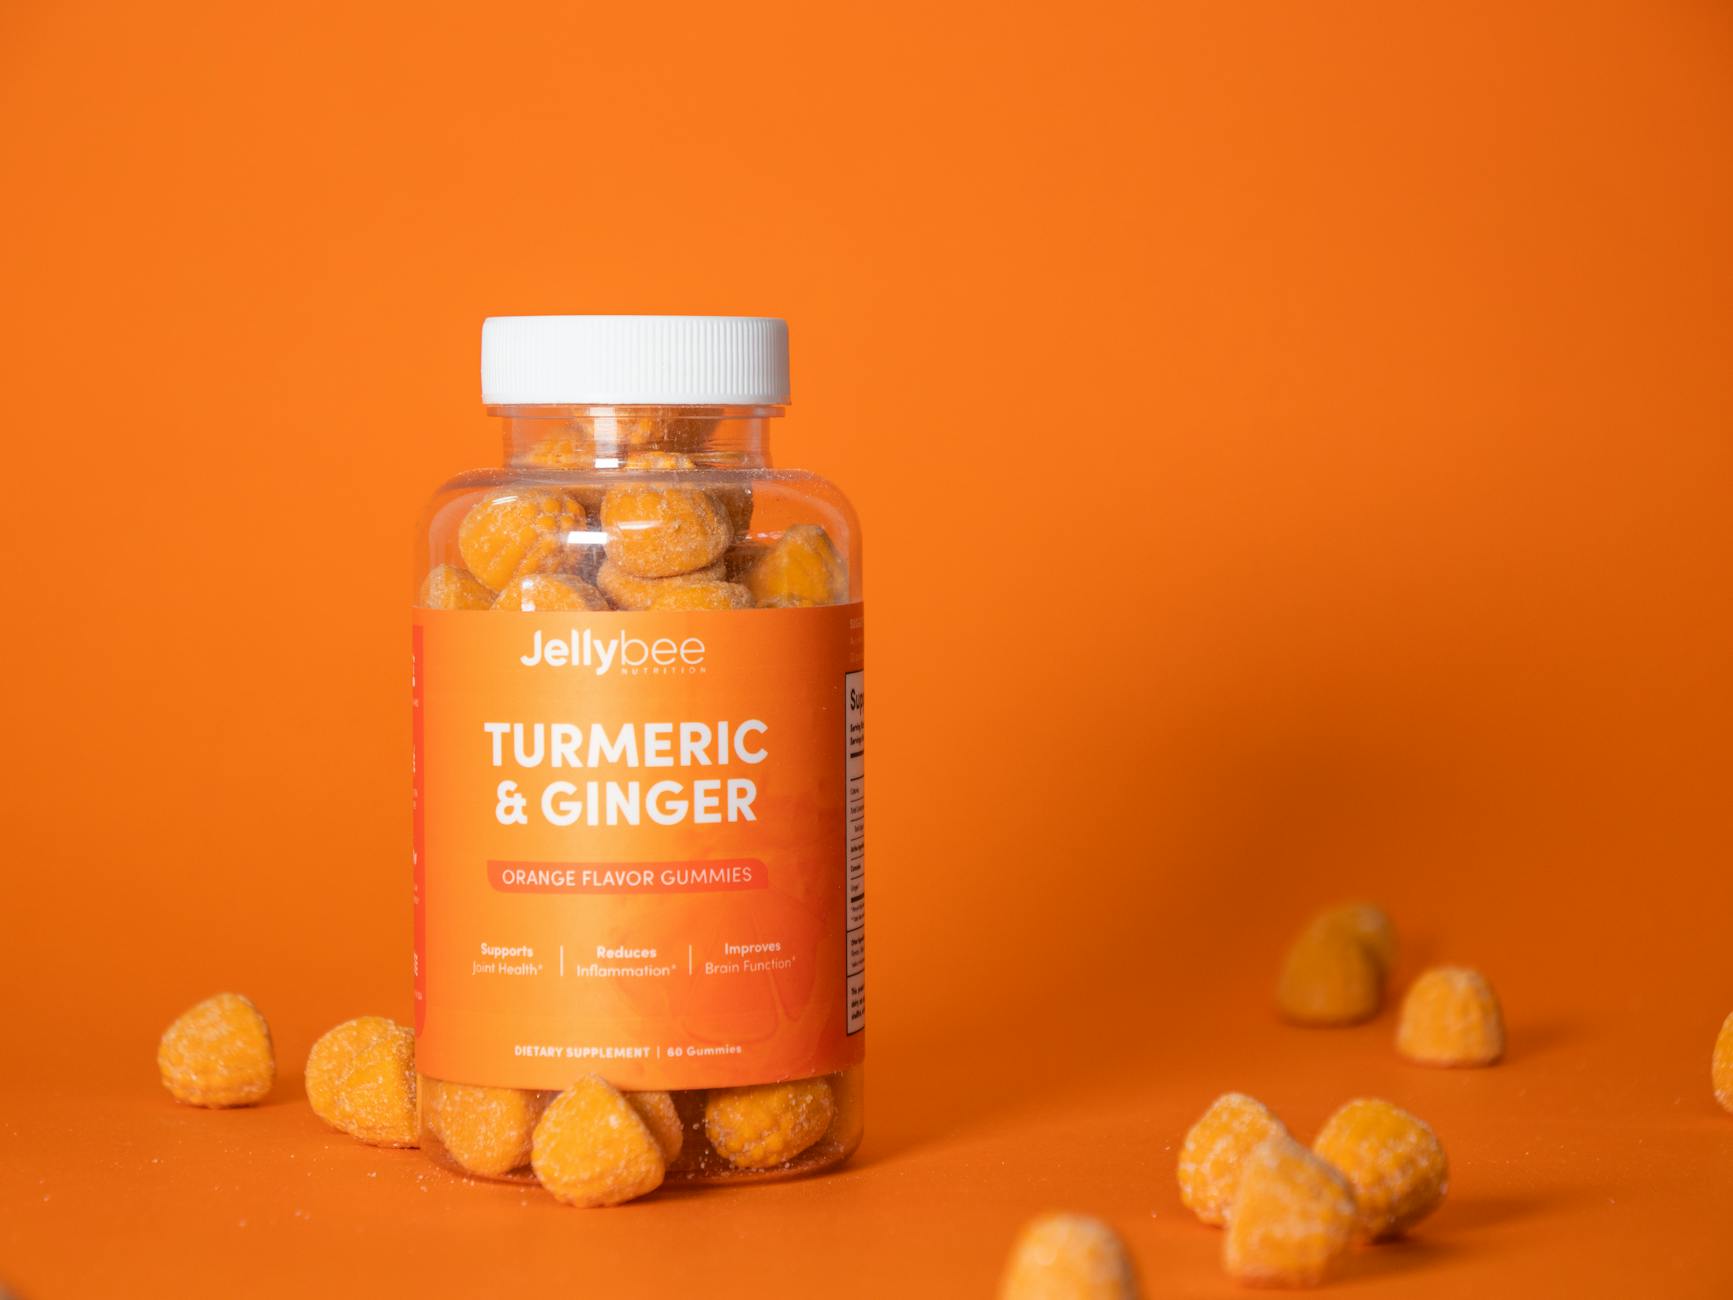 Jellybee
NUTRITION
TURMERIC
& GINGER
ORANGE FLAVOR GUMMIES
Supports
Joint Health*
Reduces
Inflammation*
Improves
Brain Function*
DIETARY SUPPLEMENT | 60 Gummies